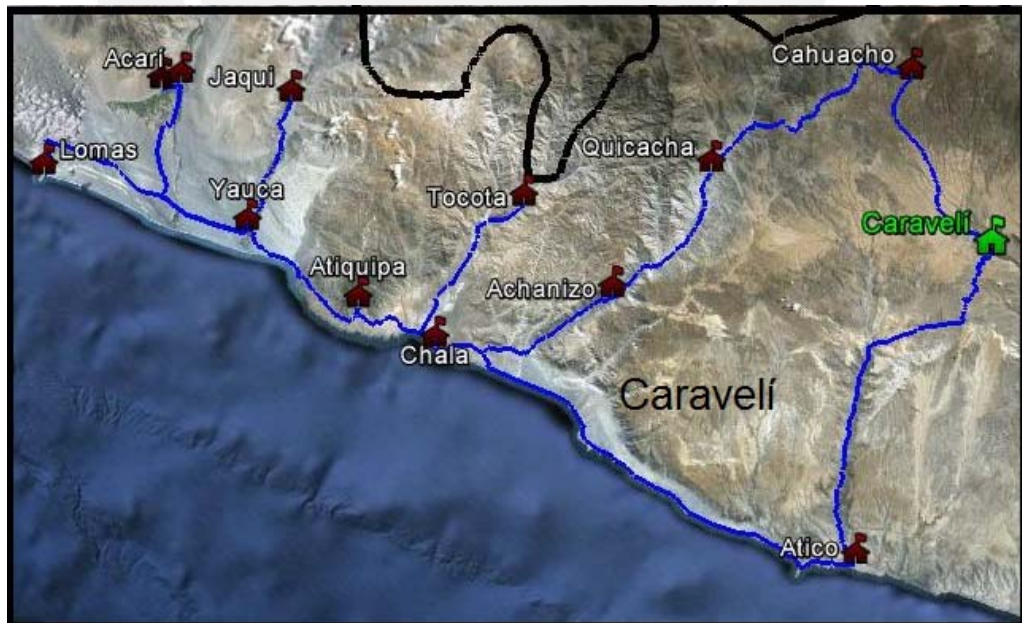 Acarí
Jaqui
Cahuacho
Lomas
Quicacha
Yauca
Tocota
Caravelí
Atiquipa
Achanizo
Chala
Caravelí
Atico